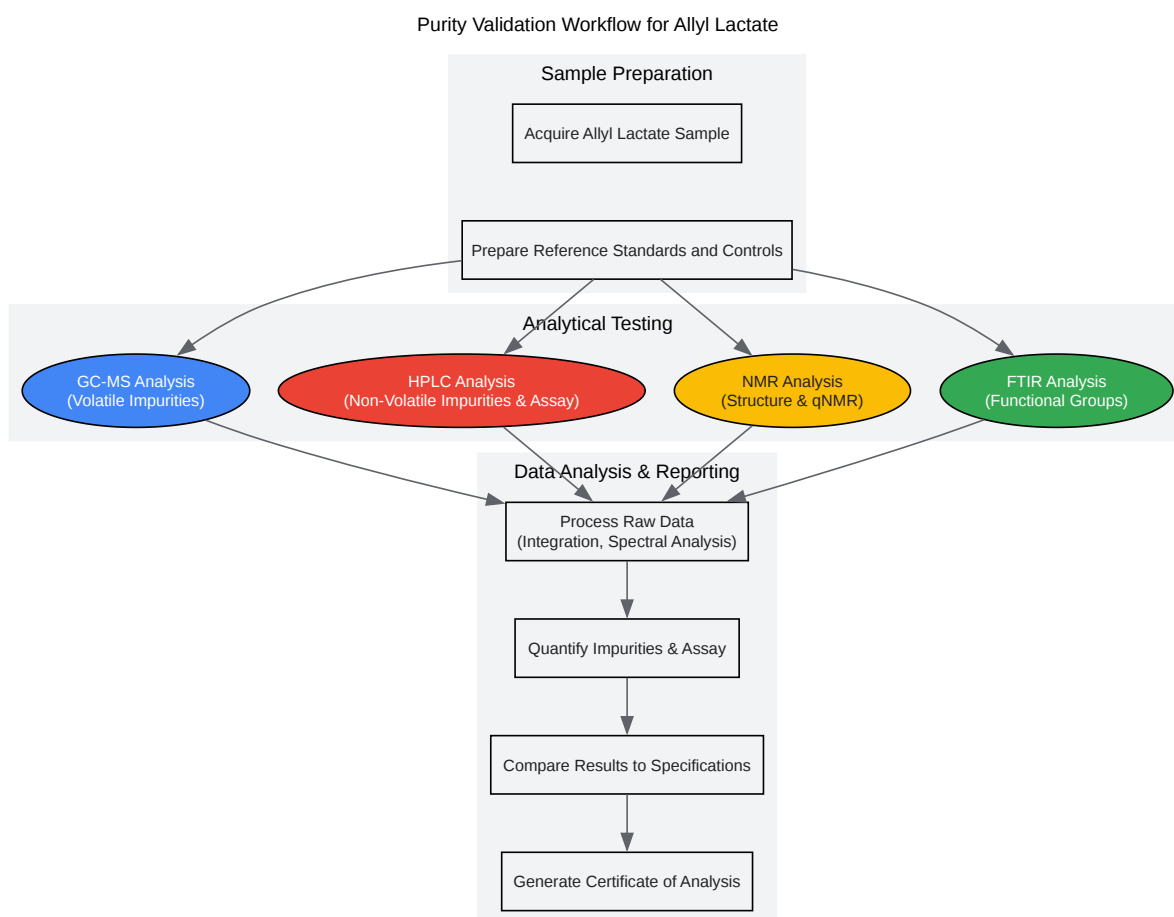 Purity Validation Workflow for Allyl Lactate
Sample Preparation
Acquire Allyl Lactate Sample
Prepare Reference Standards and Controls
Analytical Testing
GC-MS Analysis
(Volatile Impurities)
HPLC Analysis
(Non-Volatile Impurities & Assay)
NMR Analysis
(Structure & qNMR)
FTIR Analysis
(Functional Groups)
Data Analysis & Reporting
Process Raw Data
(Integration, Spectral Analysis)
Quantify Impurities & Assay
Compare Results to Specifications
Generate Certificate of Analysis